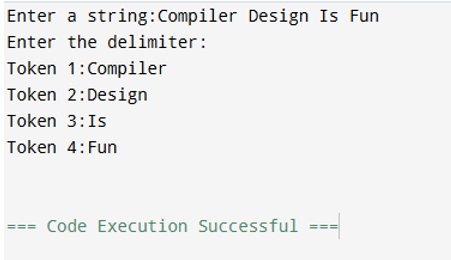 Enter a string:Compiler Design Is Fun
Enter the delimiter:
Token 1:Compiler
Token 2:Design
Token 3:Is
Token 4:Fun
=== Code Execution Successful ===